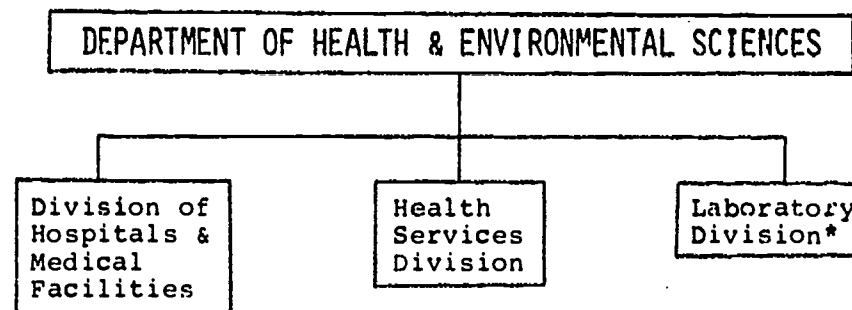 DEPARTMENT OF HEALTH & ENVIRONMENTAL SCIENCES
Division of
Hospitals &
Medical
Facilities
Health
Services
Division
Laboratory
Division*